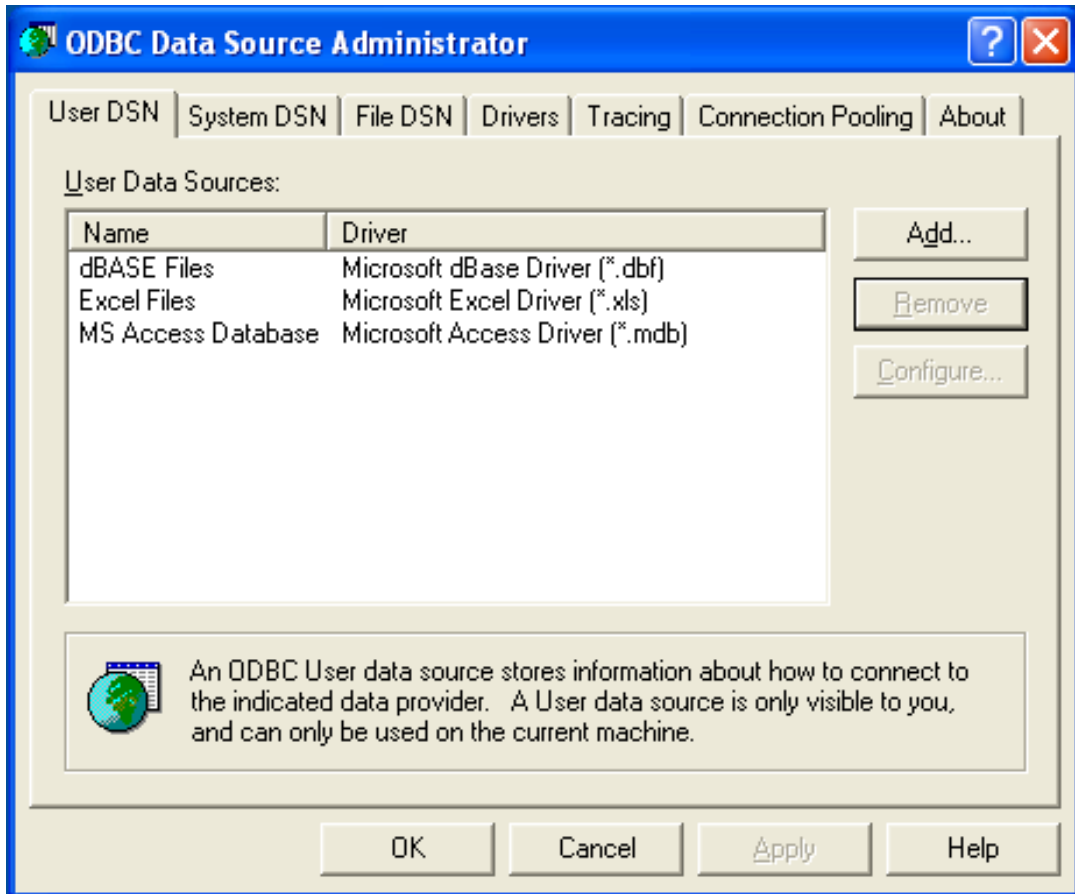 ODBC Data Source Administrator
User DSN System DSN File DSN Drivers Tracing Connection Pooling About
User Data Sources:
Name Driver
dBASE Files Microsoft dBase Driver (*.dbf)
Excel Files Microsoft Excel Driver (*.xls)
MS Access Database Microsoft Access Driver (*.mdb)
Add...
Remove
Configure...
An ODBC User data source stores information about how to connect to
the indicated data provider. A User data source is only visible to you,
and can only be used on the current machine.
OK Cancel Apply Help